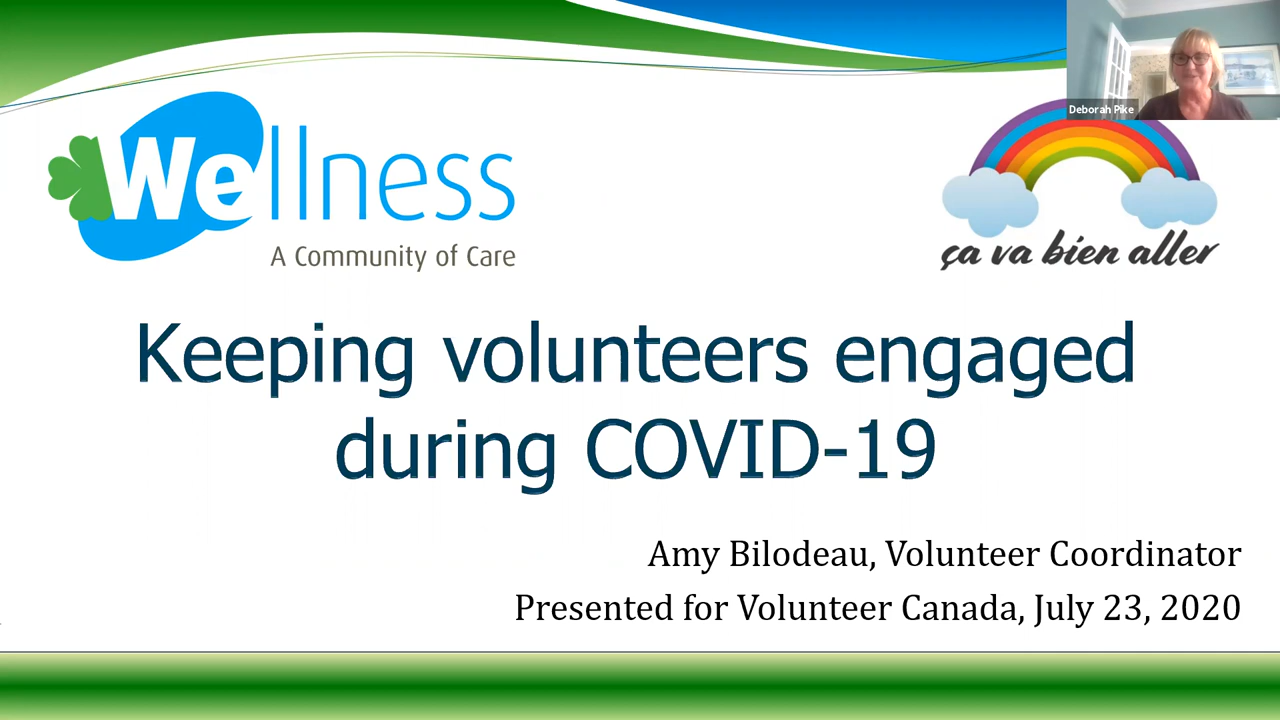 Deborah Pike
Wellness
A Community of Care
ça va bien aller
Keeping volunteers engaged
during COVID-19
Amy Bilodeau, Volunteer Coordinator
Presented for Volunteer Canada, July 23, 2020